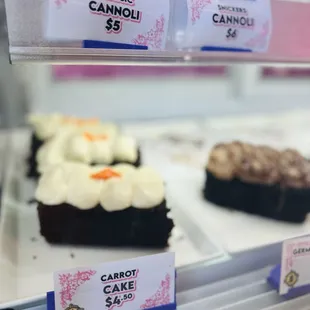 CANNOLI
$5
SNICKERS
CANNOLI
$6
CARROT
CAKE
$4.50
GERM